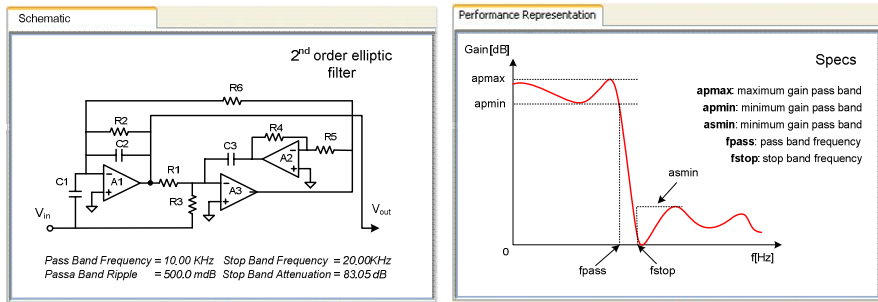 Schematic
2nd order elliptic
filter
R6
R2
C2
C1
A1
R1
R3
C3
R4
A2
R5
A3
Vin
Vout
Pass Band Frequency = 10,00 KHz Stop Band Frequency = 20,00KHz
Passa Band Ripple = 500,0 mdB Stop Band Attenuation = 83,05 dB
Performance Representation
Gain[dB]
Specs
apmax
apmin
apmax: maximum gain pass band
apmin: minimum gain pass band
asmin: minimum gain pass band
fpass: pass band frequency
fstop: stop band frequency
asmin
0
f[Hz]
fpass
fstop